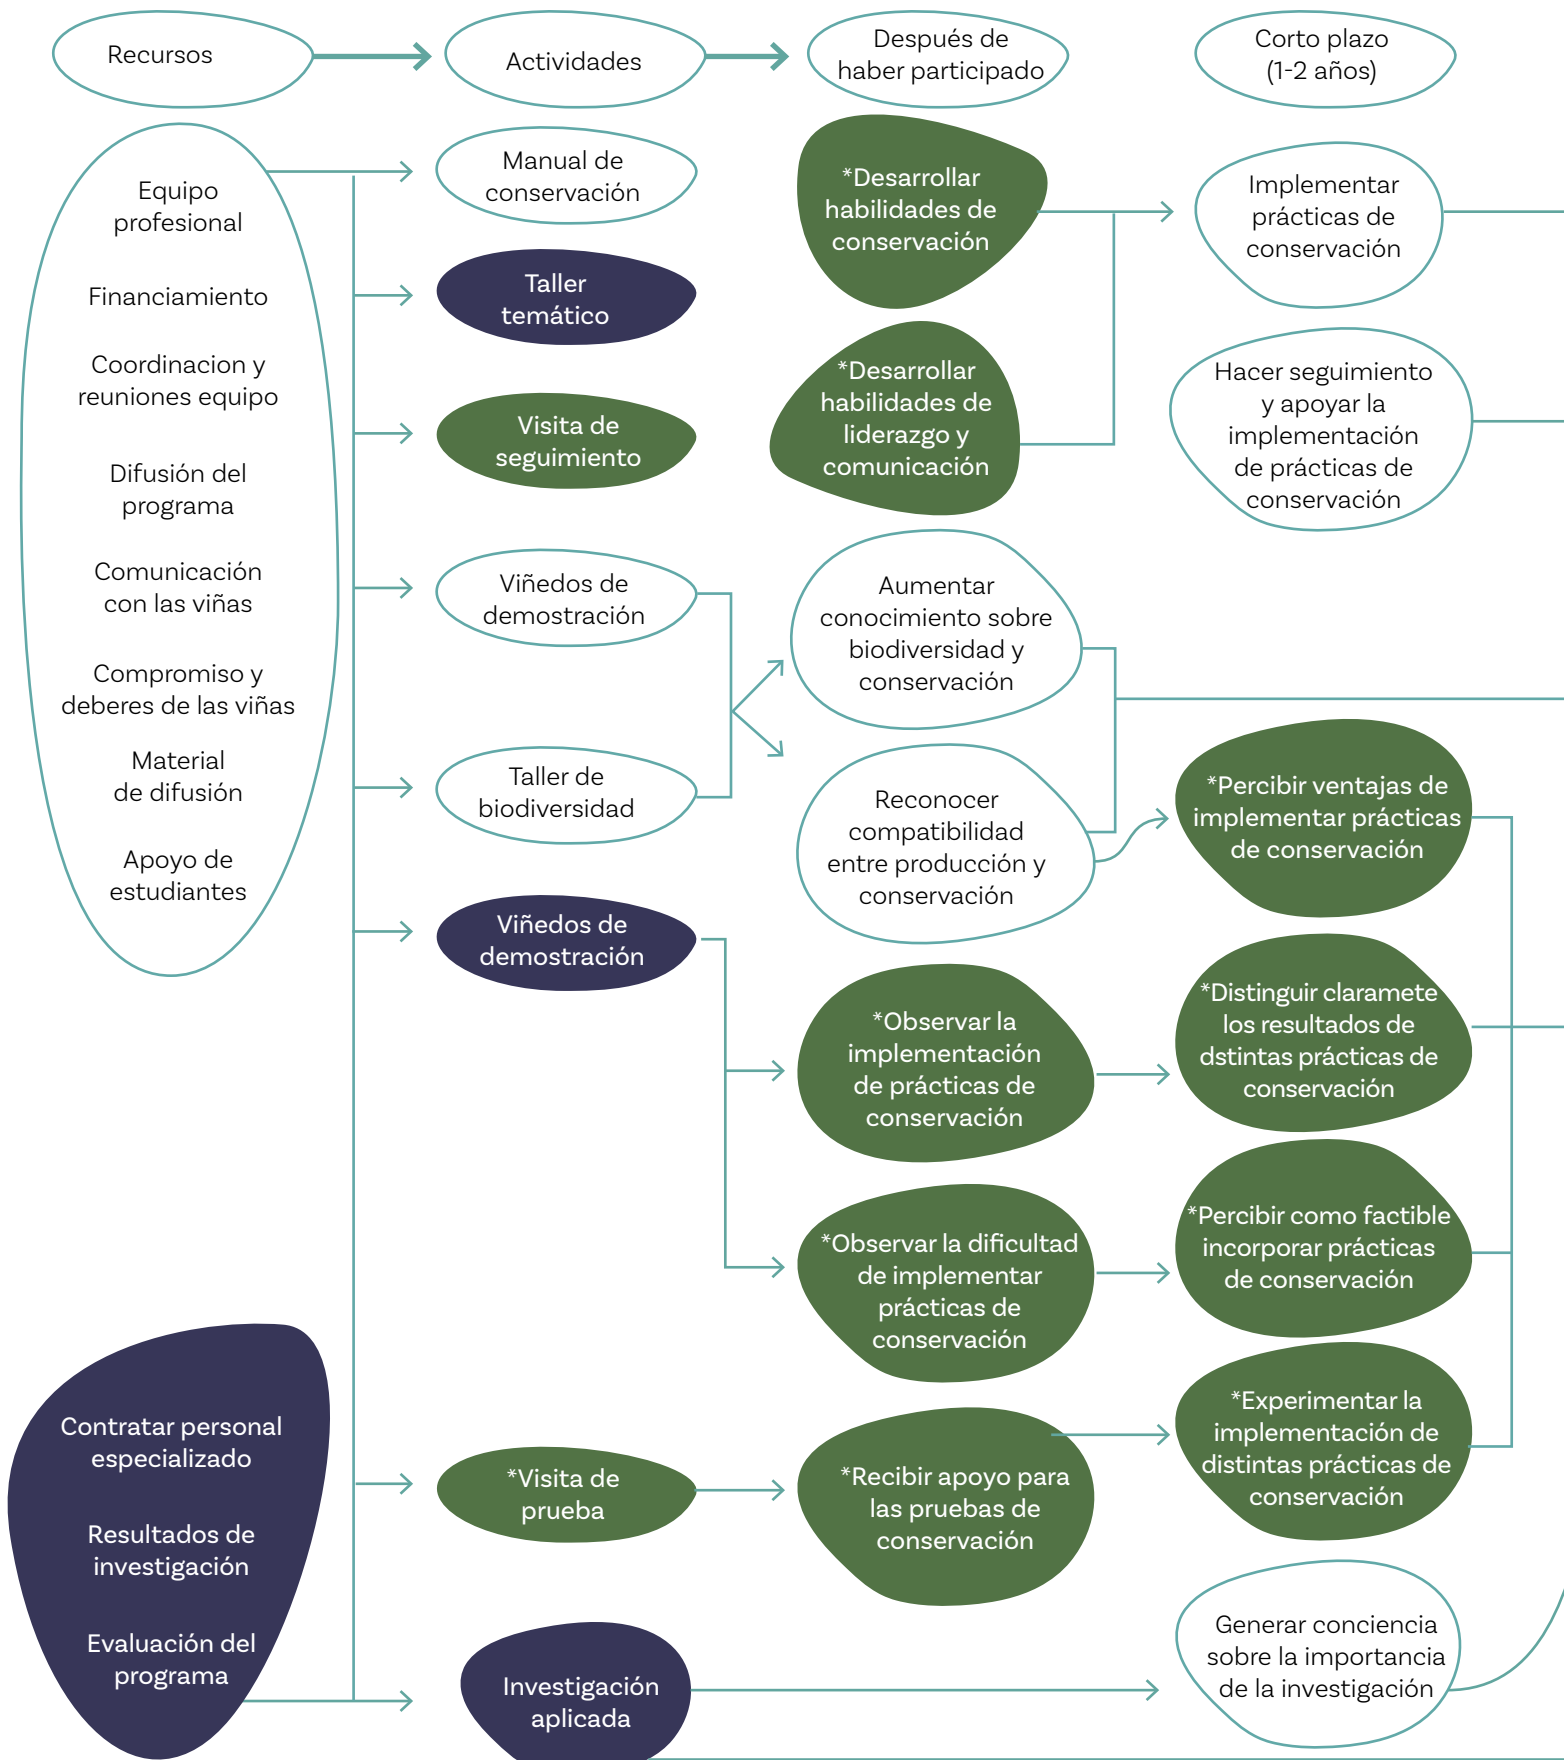 Recursos
Actividades
Después de
haber participado
Corto plazo
(1-2 años)
Equipo
profesional
Financiamiento
Coordinacion y
reuniones equipo
Difusión del
programa
Comunicación
con las viñas
Compromiso y
deberes de las viñas
Material
de difusión
Apoyo de
estudiantes
Contratar personal
especializado
Resultados de
investigación
Evaluación del
programa
Manual de
conservación
Taller
temático
Visita de
seguimiento
Viñedos de
demostración
Taller de
biodiversidad
Viñedos de
demostración
*Visita de
prueba
Investigación
aplicada
*Desarrollar
habilidades de
conservación
*Desarrollar
habilidades de
liderazgo y
comunicación
Aumentar
conocimiento sobre
biodiversidad y
conservación
Reconocer
compatibilidad
entre producción y
conservación
*Observar la
implementación
de prácticas de
conservación
*Observar la dificultad
de implementar
prácticas de
conservación
*Recibir apoyo para
las pruebas de
conservación
Implementar
prácticas de
conservación
Hacer seguimiento
y apoyar la
implementación
de prácticas de
conservación
*Percibir ventajas de
implementar prácticas
de conservación
*Distinguir claramete
los resultados de
dstintas prácticas de
conservación
*Percibir como factible
incorporar prácticas
de conservación
*Experimentar la
implementación de
distintas prácticas de
conservación
Generar conciencia
sobre la importancia
de la investigación